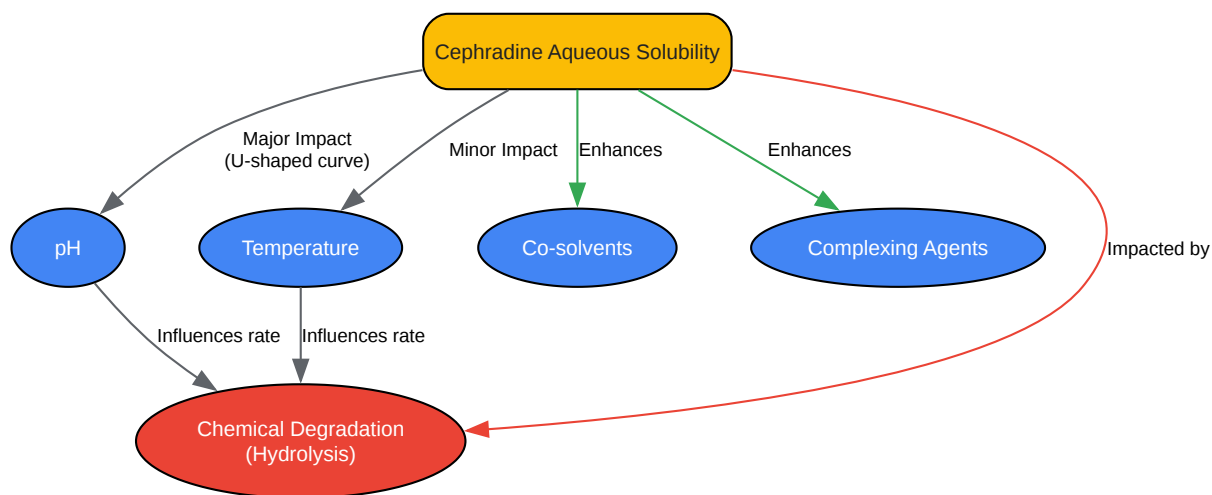 Cephradine Aqueous Solubility
Major Impact
(U-shaped curve)
Minor Impact
Enhances
Enhances
pH
Temperature
Co-solvents
Complexing Agents
Impacted by
Influences rate
Influences rate
Chemical Degradation
(Hydrolysis)